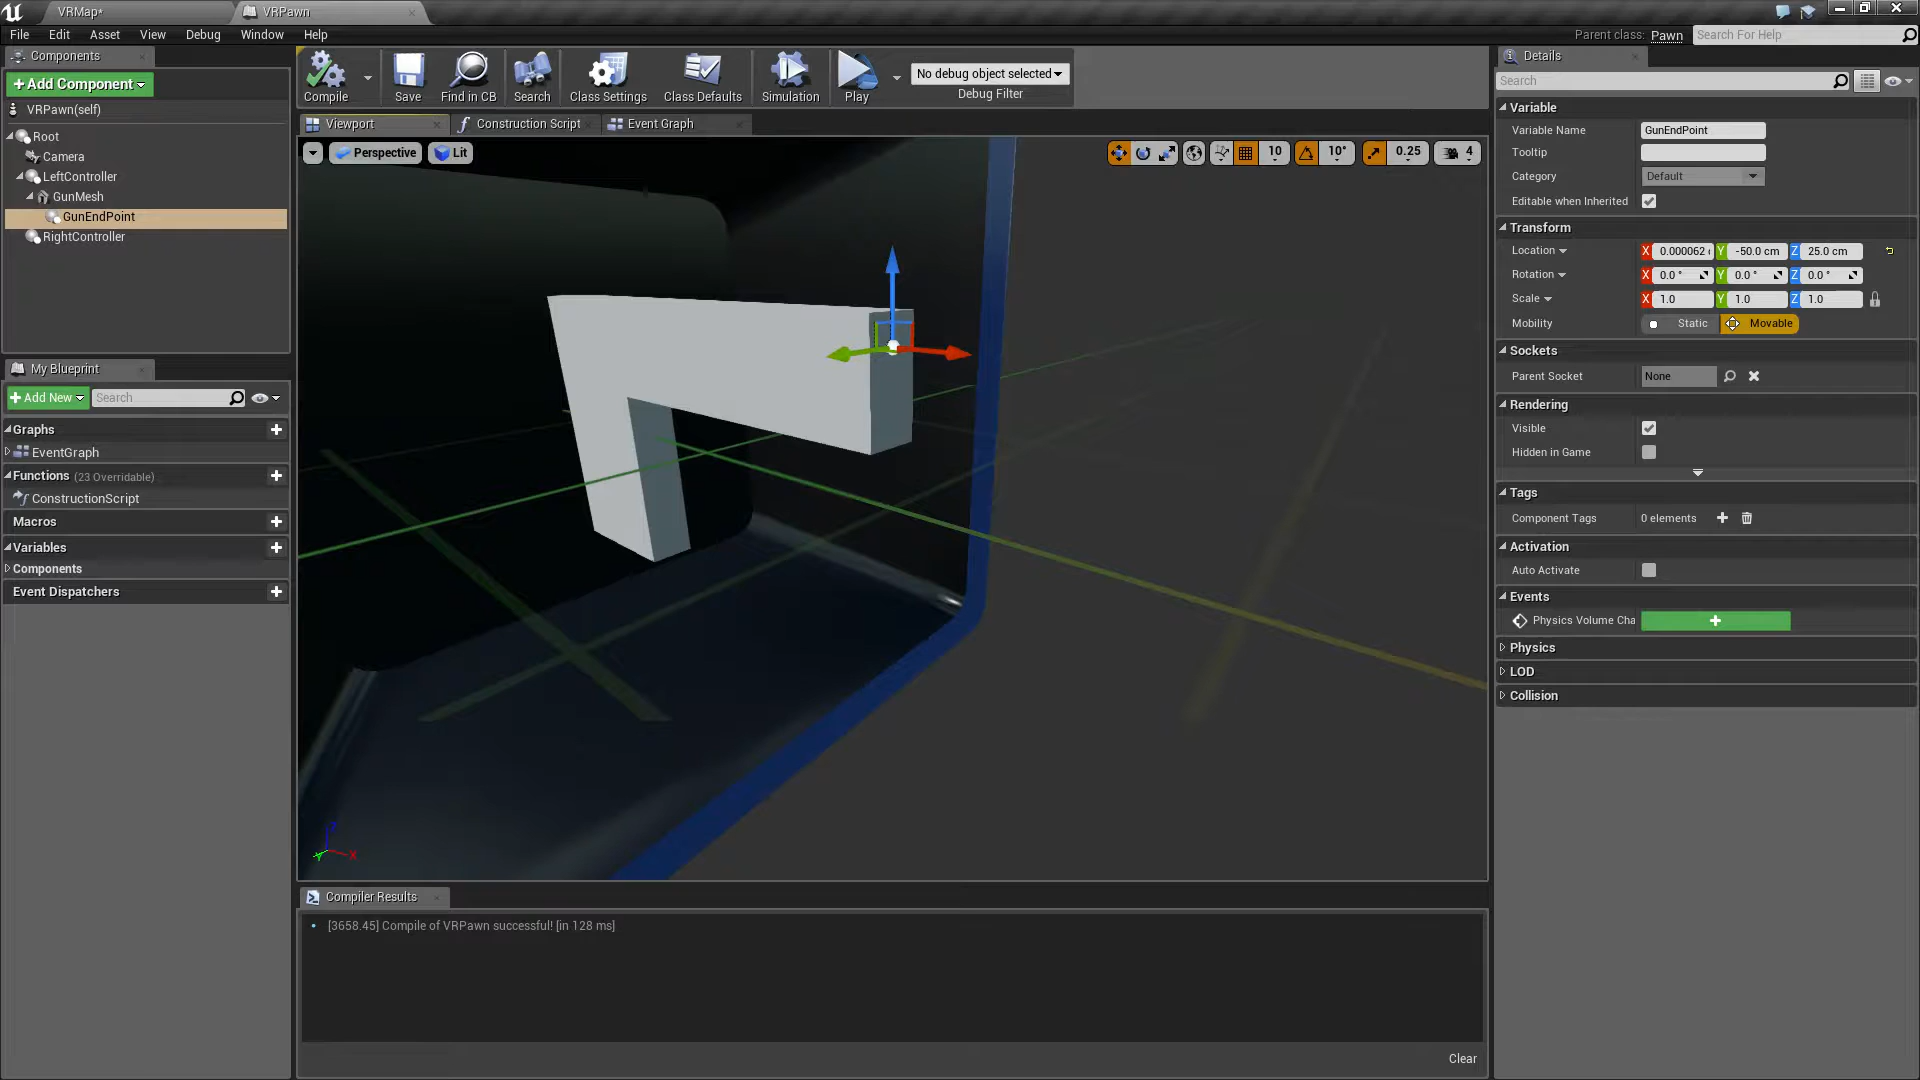 VRMap*
VRPawn
File Edit Asset View Debug Window Help
Parent class: Pawn
Search For Help
Components
+Add Component
VRPawn(self)
Root
Camera
LeftController
GunMesh
GunEndPoint
RightController
My Blueprint
+Add New
Search
Graphs
EventGraph
Functions (23 Overridable)
ConstructionScript
Macros
Variables
Components
Event Dispatchers
Compile
Save
Find in CB
Search
Class Settings
Class Defaults
Simulation
Play
No debug object selected
Debug Filter
Viewport
Construction Script
Event Graph
Perspective
Lit
10
10°
0.25
4
Z
X
Y
Compiler Results
[3658.45] Compile of VRPawn successful! [in 128 ms]
Clear
Details
Search
Variable
Variable Name GunEndPoint
Tooltip
Category Default
Editable when Inherited
Transform
Location X 0.000062 Y -50.0 cm Z 25.0 cm
Rotation X 0.0 ° Y 0.0 ° Z 0.0 °
Scale X 1.0 Y 1.0 Z 1.0
Mobility Static Movable
Sockets
Parent Socket None
Rendering
Visible
Hidden in Game
Tags
Component Tags 0 elements
Activation
Auto Activate
Events
Physics Volume Cha
Physics
LOD
Collision